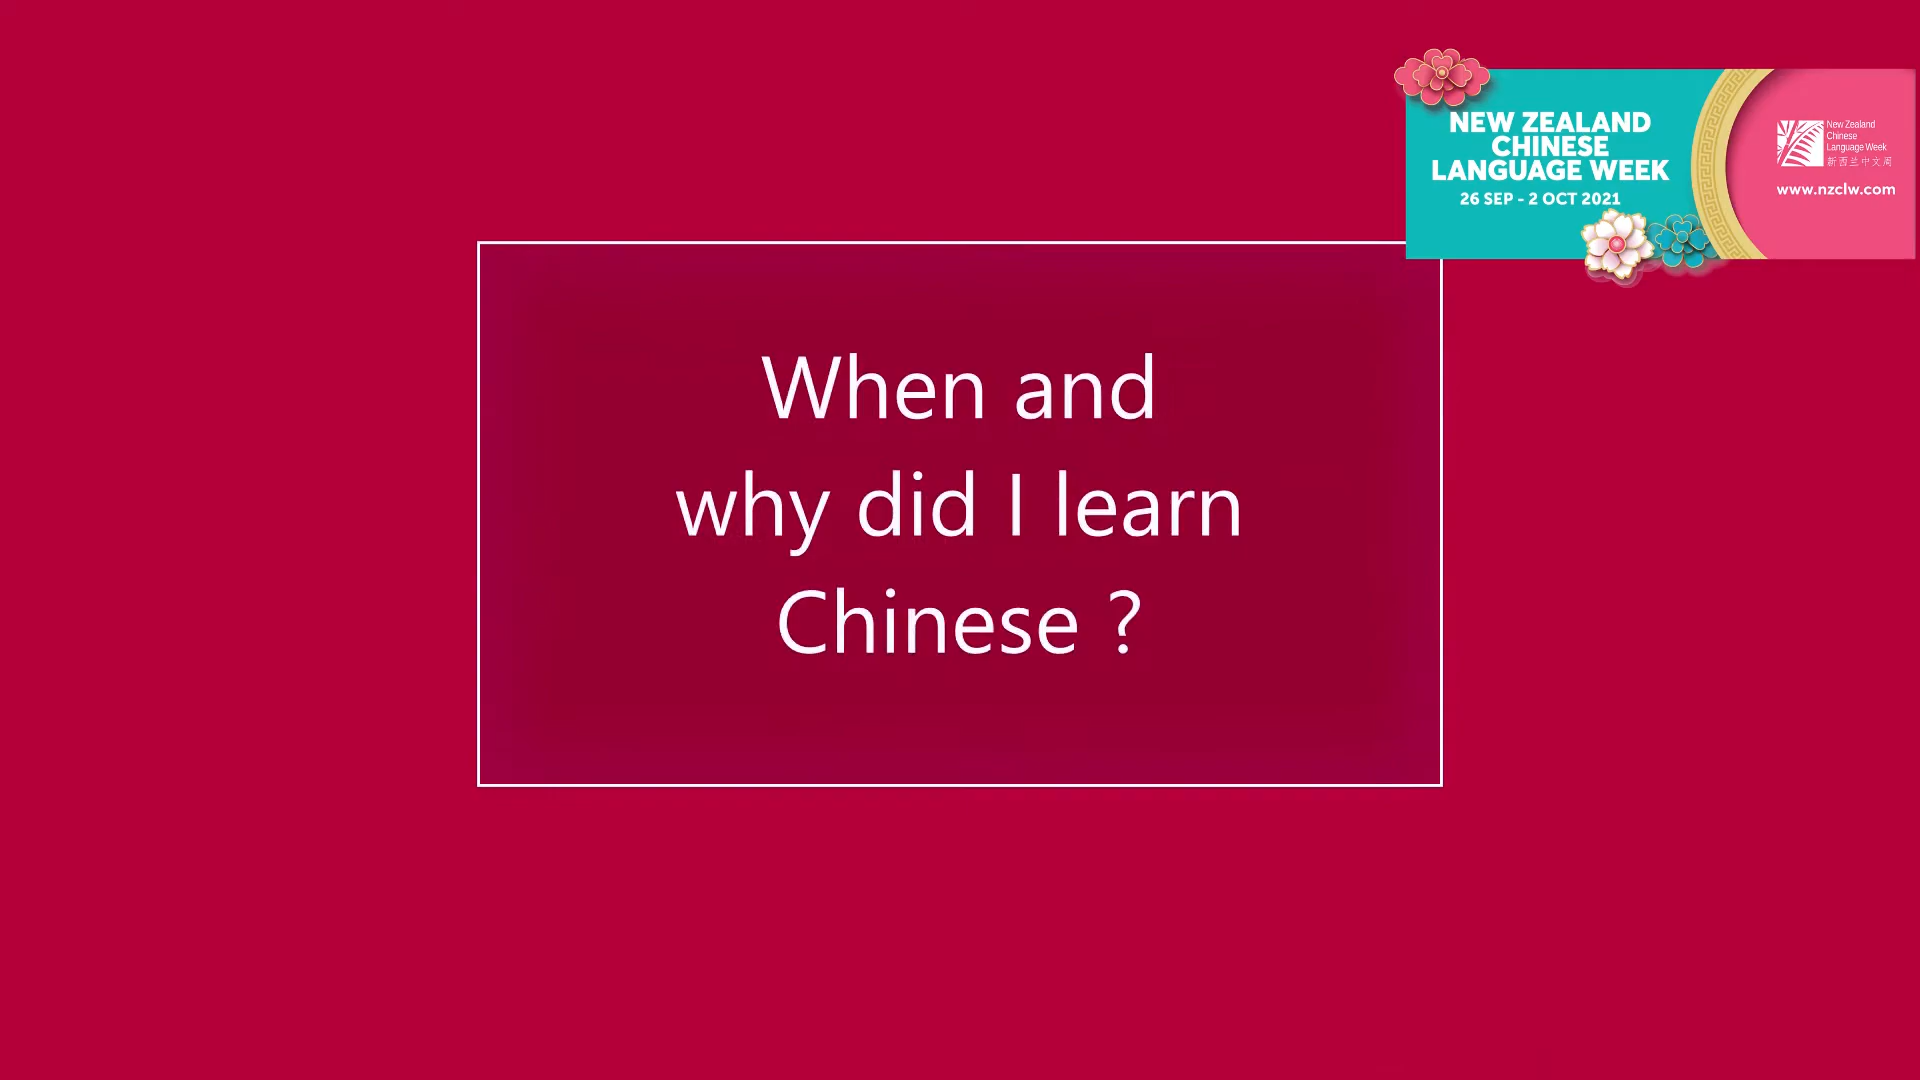 NEW ZEALAND
CHINESE
LANGUAGE WEEK
26 SEP - 2 OCT 2021
New Zealand
Chinese
Language Week
新西兰中文周
www.nzclw.com
When and
why did I learn
Chinese ?